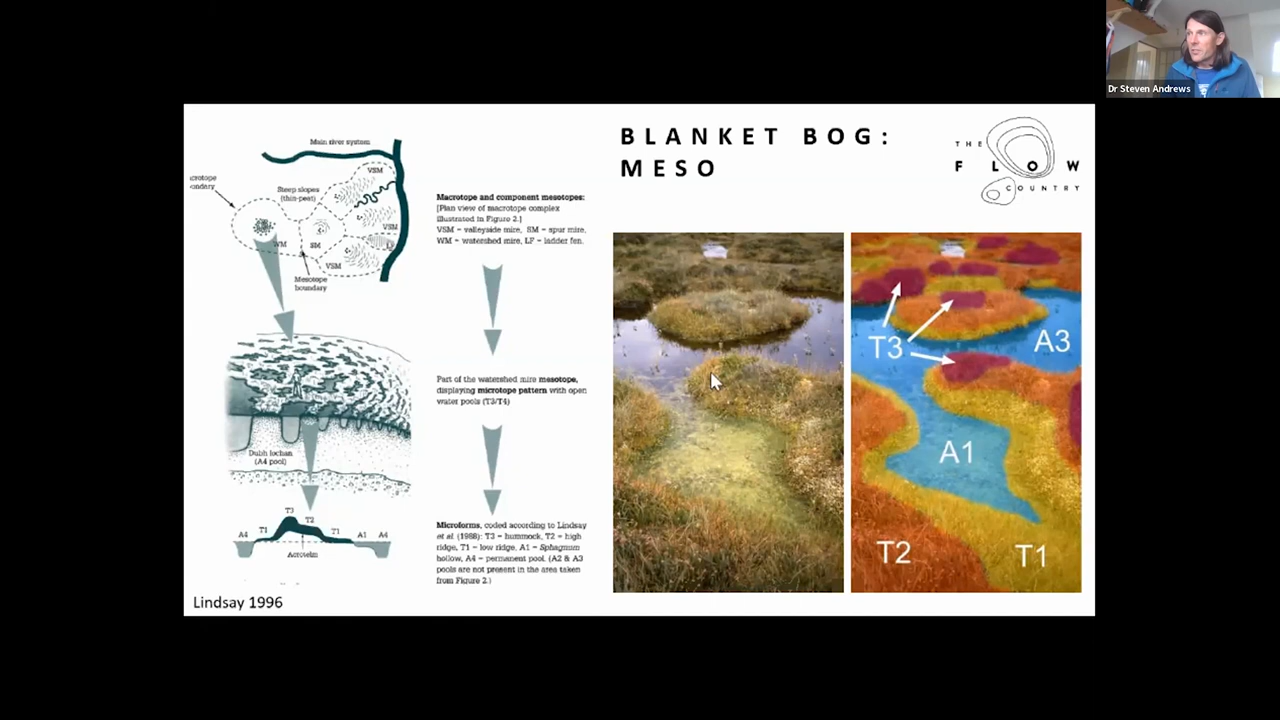 Dr Steven Andrews
BLANKET BOG:
MESO
THE
FLOW
COUNTRY
Main river system
VSM
Steep slopes
(thin-peat)
VSM
WM
SM
VSM
Mesotope
boundary
Macrotope and component mesotopes:
[Plan view of macrotope complex
illustrated in Figure 2.]
VSM = valleyside mire, SM = spur mire,
WM = watershed mire, LF = ladder fen.
Part of the watershed mire mesotope,
displaying microtope pattern with open
water pools (T3/T4)
Dubh lochan
(A4 pool)
T3
T2
A4 T1 T1 A1 A4
Acrotelm
Microforms, coded according to Lindsay
et al. (1988): T3 = hummock, T2 = high
ridge, T1 = low ridge, A1 = Sphagnum
hollow, A4 = permanent pool. (A2 & A3
pools are not present in the area taken
from Figure 2.)
Lindsay 1996
T3
A3
A1
T2
T1